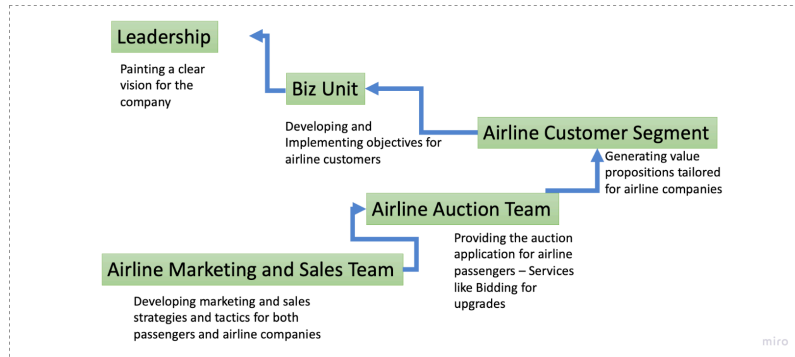 Leadership
Painting a clear
vision for the
company
Biz Unit
Developing and
Implementing objectives for
airline customers
Airline Customer Segment
Generating value
propositions tailored
for airline companies
Airline Auction Team
Providing the auction
application for airline
passengers – Services
like Bidding for
upgrades
Airline Marketing and Sales Team
Developing marketing and sales
strategies and tactics for both
passengers and airline companies
miro